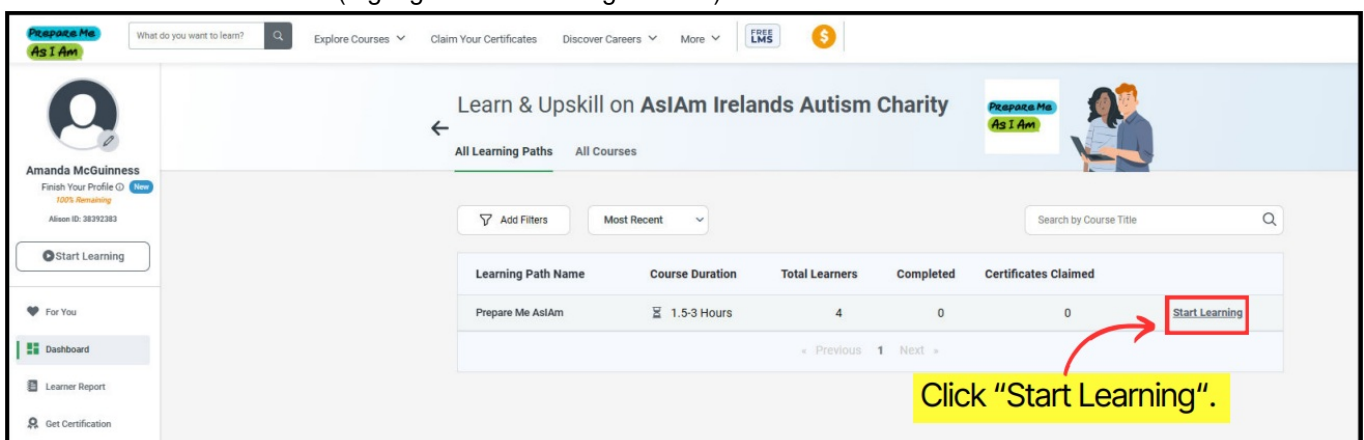 Prepare Me
As I Am
What do you want to learn?
Explore Courses
Claim Your Certificates
Discover Careers
More
FREE
LMS
$
Amanda McGuinness
Finish Your Profile
New
100% Remaining
Alison ID: 38392383
Start Learning
For You
Dashboard
Learner Report
Get Certification
Learn & Upskill on AsIAm Irelands Autism Charity
Prepare Me
As I Am
All Learning Paths
All Courses
Add Filters
Most Recent
Search by Course Title
Learning Path Name Course Duration Total Learners Completed Certificates Claimed
Prepare Me AsIAm 1.5-3 Hours 4 0 0 Start Learning
« Previous 1 Next »
Click "Start Learning".